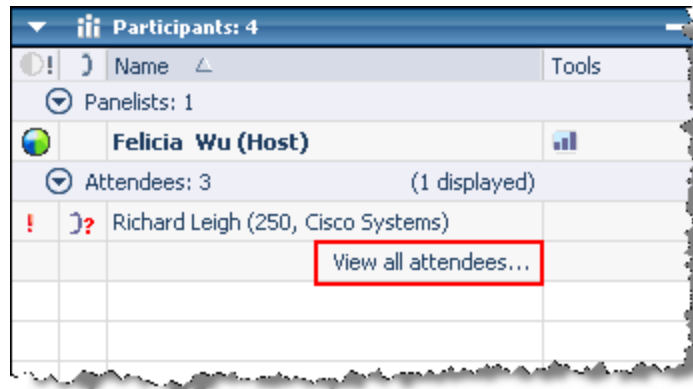 Participants: 4
! Name Tools
Panelists: 1
Felicia Wu (Host)
Attendees: 3 (1 displayed)
! ? Richard Leigh (250, Cisco Systems)
View all attendees...